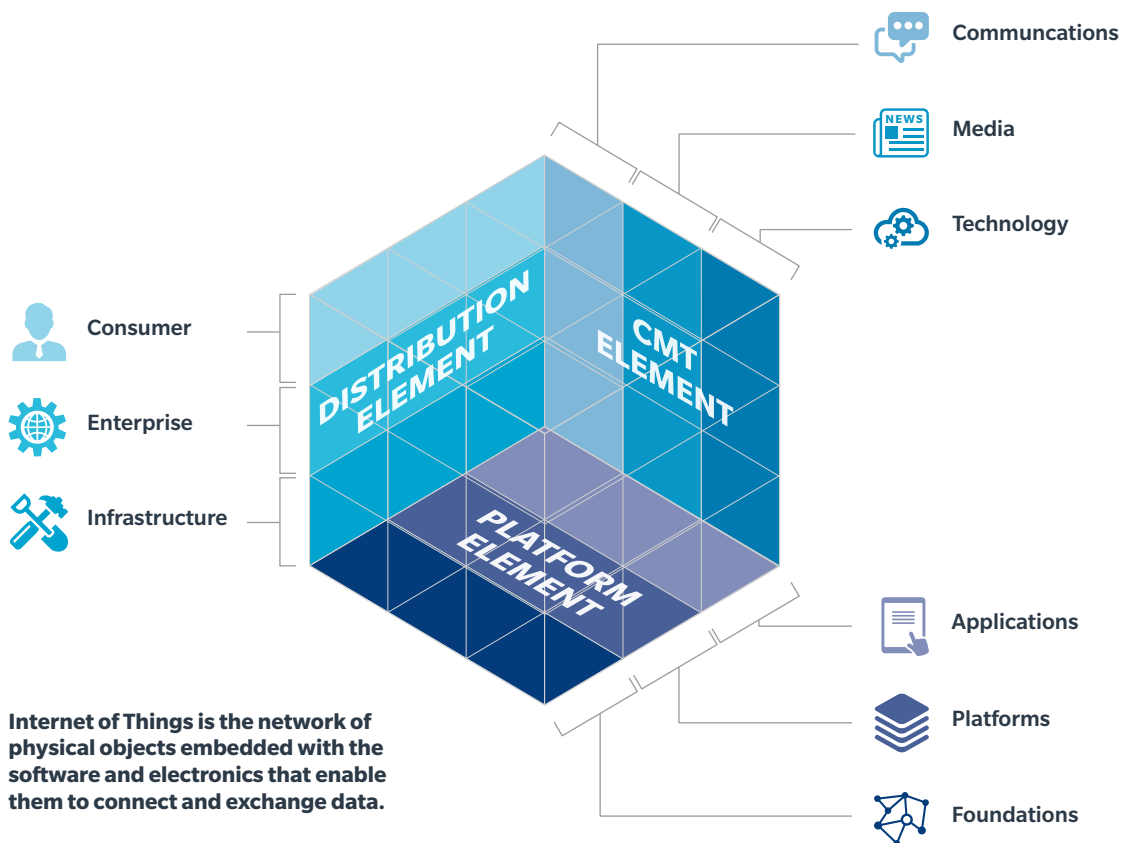 Communcations
NEWS
Media
Technology
Consumer
Enterprise
Infrastructure
DISTRIBUTION
ELEMENT
CMT
ELEMENT
PLATFORM
ELEMENT
Applications
Platforms
Foundations
Internet of Things is the network of
physical objects embedded with the
software and electronics that enable
them to connect and exchange data.